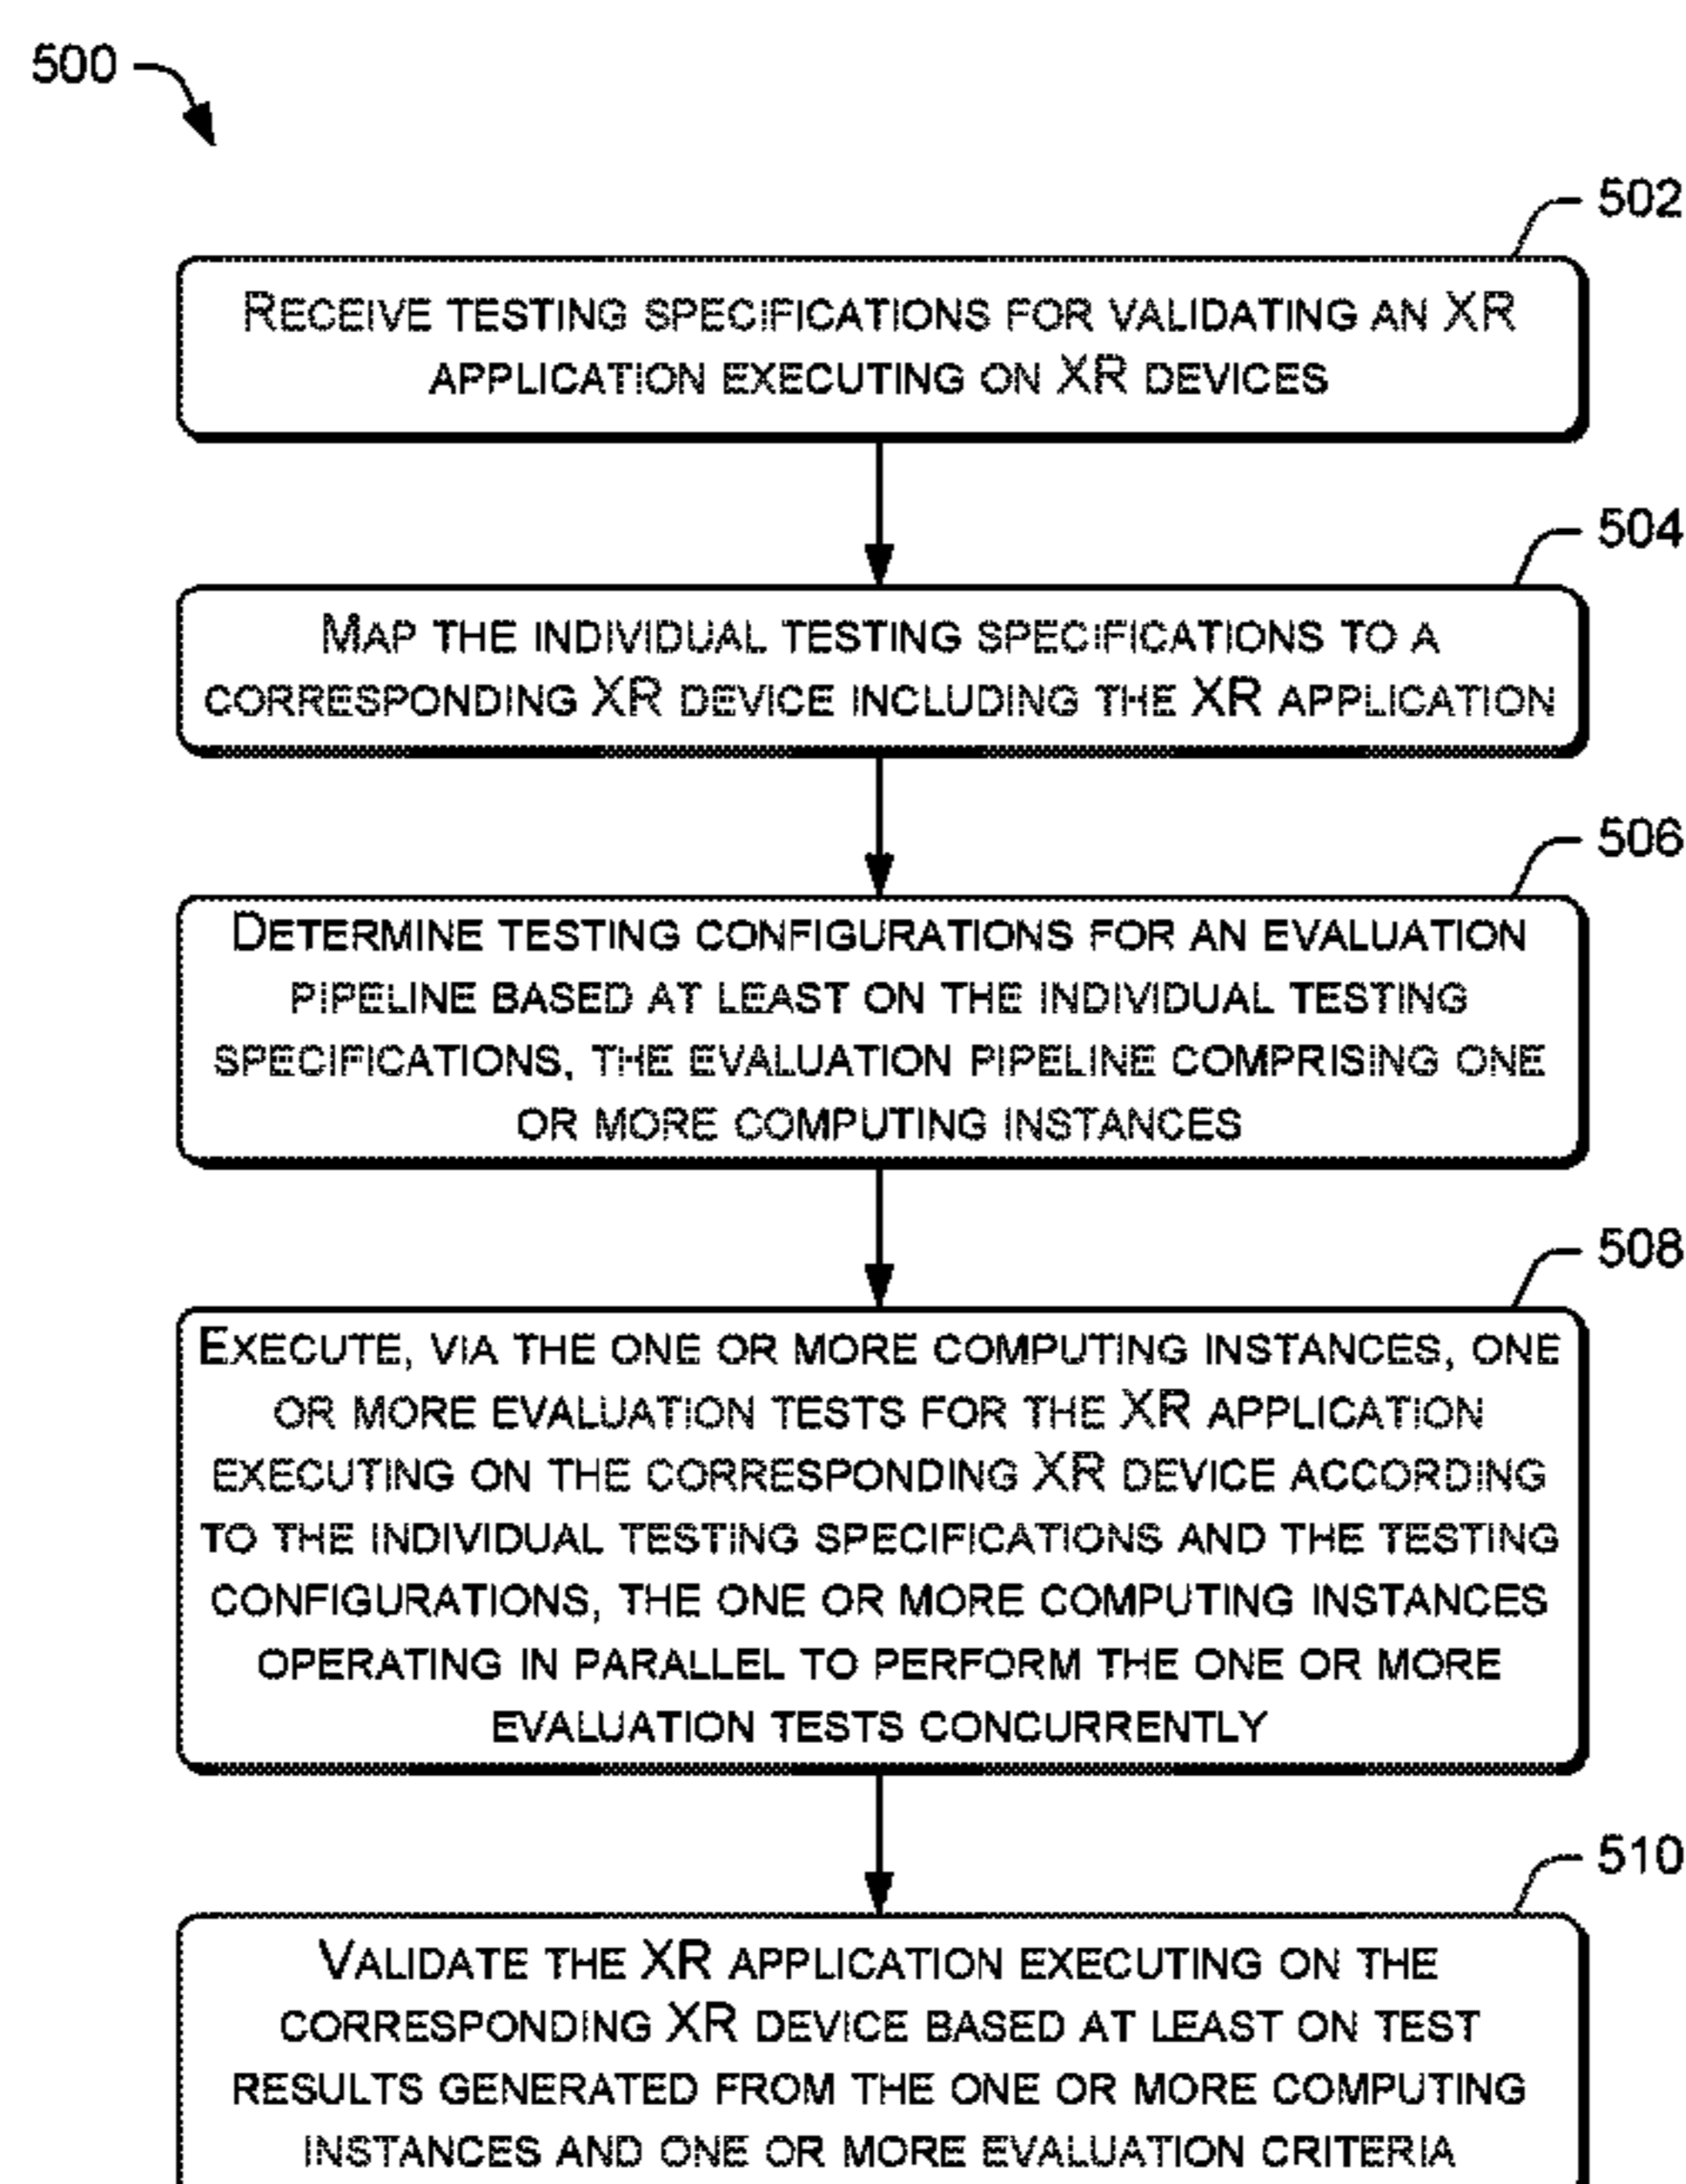 500
502
RECEIVE TESTING SPECIFICATIONS FOR VALIDATING AN XR
APPLICATION EXECUTING ON XR DEVICES
504
MAP THE INDIVIDUAL TESTING SPECIFICATIONS TO A
CORRESPONDING XR DEVICE INCLUDING THE XR APPLICATION
506
DETERMINE TESTING CONFIGURATIONS FOR AN EVALUATION
PIPELINE BASED AT LEAST ON THE INDIVIDUAL TESTING
SPECIFICATIONS, THE EVALUATION PIPELINE COMPRISING ONE
OR MORE COMPUTING INSTANCES
508
EXECUTE, VIA THE ONE OR MORE COMPUTING INSTANCES, ONE
OR MORE EVALUATION TESTS FOR THE XR APPLICATION
EXECUTING ON THE CORRESPONDING XR DEVICE ACCORDING
TO THE INDIVIDUAL TESTING SPECIFICATIONS AND THE TESTING
CONFIGURATIONS, THE ONE OR MORE COMPUTING INSTANCES
OPERATING IN PARALLEL TO PERFORM THE ONE OR MORE
EVALUATION TESTS CONCURRENTLY
510
VALIDATE THE XR APPLICATION EXECUTING ON THE
CORRESPONDING XR DEVICE BASED AT LEAST ON TEST
RESULTS GENERATED FROM THE ONE OR MORE COMPUTING
INSTANCES AND ONE OR MORE EVALUATION CRITERIA